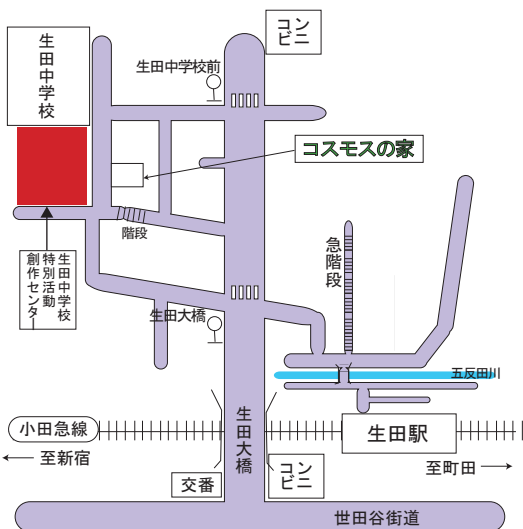 コン
ビニ
生田中学校
生田中学校前
コスモスの家
階段
急階段
生田中学校
特別活動
創作センター
生田大橋
五反田川
小田急線
生田大橋
生田駅
至新宿
至町田
交番
コン
ビニ
世田谷街道